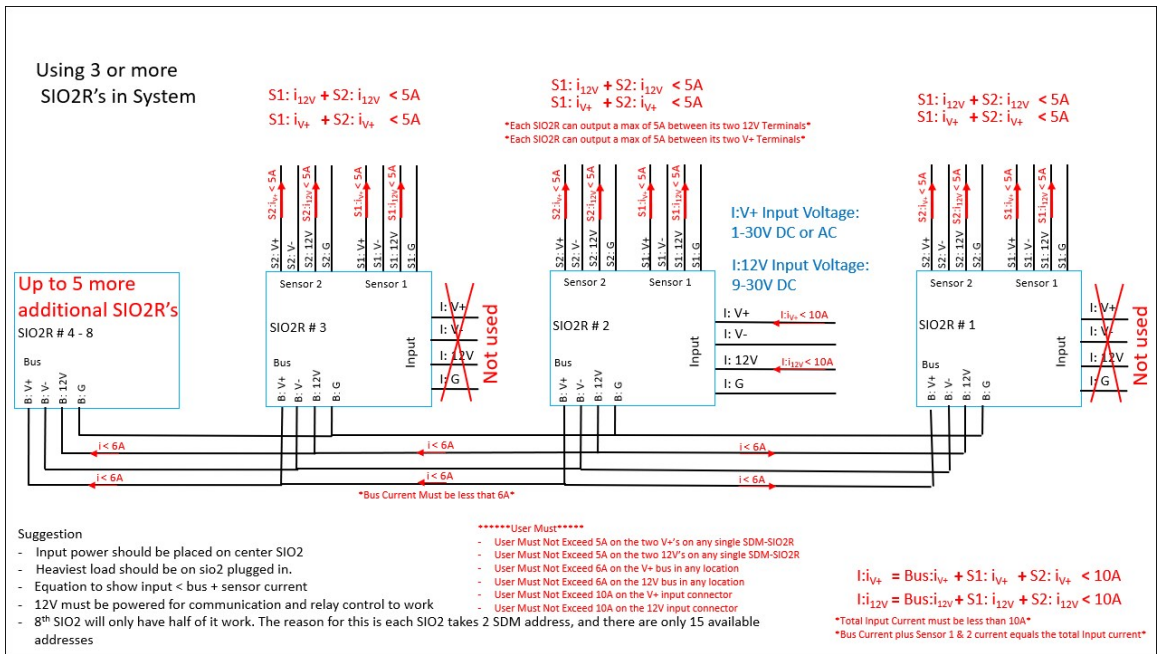 Using 3 or more
SIO2R's in System
S1: i12V + S2: i12V < 5A
S1: iV+ + S2: iV+ < 5A
S1: i12V + S2: i12V < 5A
S1: iV+ + S2: iV+ < 5A
*Each SIO2R can output a max of 5A between its two 12V Terminals*
*Each SIO2R can output a max of 5A between its two V+ Terminals*
S1: i12V + S2: i12V < 5A
S1: iV+ + S2: iV+ < 5A
Up to 5 more
additional SIO2R's
SIO2R # 4 - 8
Bus
B: V+
B: V-
B: 12V
B: G
S2:iV+ < 5A
S2:i12V < 5A
S1:iV+ < 5A
S1:i12V < 5A
S2: V+
S2: V-
S2: 12V
S2: G
S1: V+
S1: V-
S1: 12V
S1: G
Sensor 2
Sensor 1
SIO2R # 3
Bus
Input
B: V+
B: V-
B: 12V
B: G
I: V+
I: V-
I: 12V
I: G
Not used
S2:iV+ < 5A
S2:i12V < 5A
S1:iV+ < 5A
S1:i12V < 5A
S2: V+
S2: V-
S2: 12V
S2: G
S1: V+
S1: V-
S1: 12V
S1: G
Sensor 2
Sensor 1
SIO2R # 2
Bus
Input
B: V+
B: V-
B: 12V
B: G
I:V+ Input Voltage:
1-30V DC or AC
I:12V Input Voltage:
9-30V DC
I: V+
I:iV+ < 10A
I: V-
I: 12V
I:i12V < 10A
I: G
S2:iV+ < 5A
S2:i12V < 5A
S1:iV+ < 5A
S1:i12V < 5A
S2: V+
S2: V-
S2: 12V
S2: G
S1: V+
S1: V-
S1: 12V
S1: G
Sensor 2
Sensor 1
SIO2R # 1
Bus
Input
B: V+
B: V-
B: 12V
B: G
I: V+
I: V-
I: 12V
I: G
Not used
i < 6A
i < 6A
i < 6A
i < 6A
i < 6A
i < 6A
*Bus Current Must be less that 6A*
Suggestion
- Input power should be placed on center SIO2
- Heaviest load should be on sio2 plugged in.
- Equation to show input < bus + sensor current
- 12V must be powered for communication and relay control to work
- 8th SIO2 will only have half of it work. The reason for this is each SIO2 takes 2 SDM address, and there are only 15 available
addresses
******User Must*****
- User Must Not Exceed 5A on the two V+'s on any single SDM-SIO2R
- User Must Not Exceed 5A on the two 12V's on any single SDM-SIO2R
- User Must Not Exceed 6A on the V+ bus in any location
- User Must Not Exceed 6A on the 12V bus in any location
- User Must Not Exceed 10A on the V+ input connector
- User Must Not Exceed 10A on the 12V input connector
I:iV+ = Bus:iV+ + S1: iV+ + S2: iV+ < 10A
I:i12V = Bus:i12V + S1: i12V + S2: i12V < 10A
*Total Input Current must be less than 10A*
*Bus Current plus Sensor 1 & 2 current equals the total Input current*